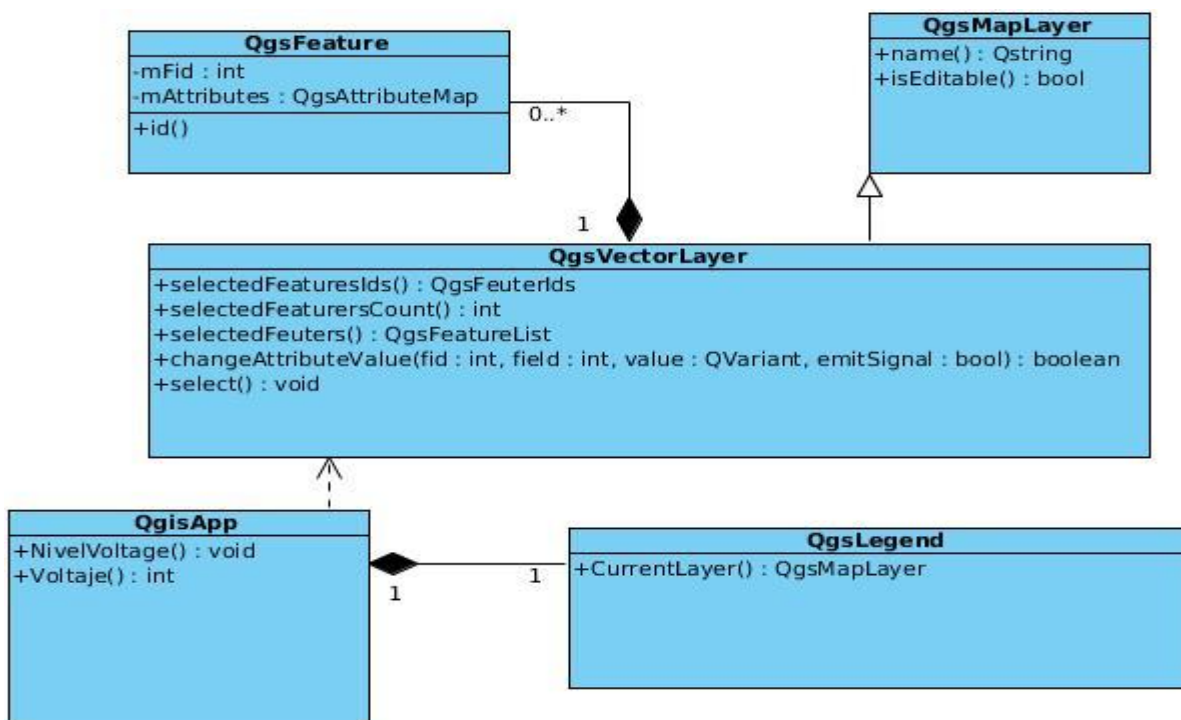 QgsFeature
-mFid : int
-mAttributes : QgsAttributeMap
+id()
QgsMapLayer
+name() : Qstring
+isEditable() : bool
0..*
1
QgsVectorLayer
+selectedFeaturesIds() : QgsFeuterIds
+selectedFeaturersCount() : int
+selectedFeuters() : QgsFeatureList
+changeAttributeValue(fid : int, field : int, value : QVariant, emitSignal : bool) : boolean
+select() : void
QgisApp
+NivelVoltage() : void
+Voltaje() : int
1
1
QgsLegend
+CurrentLayer() : QgsMapLayer